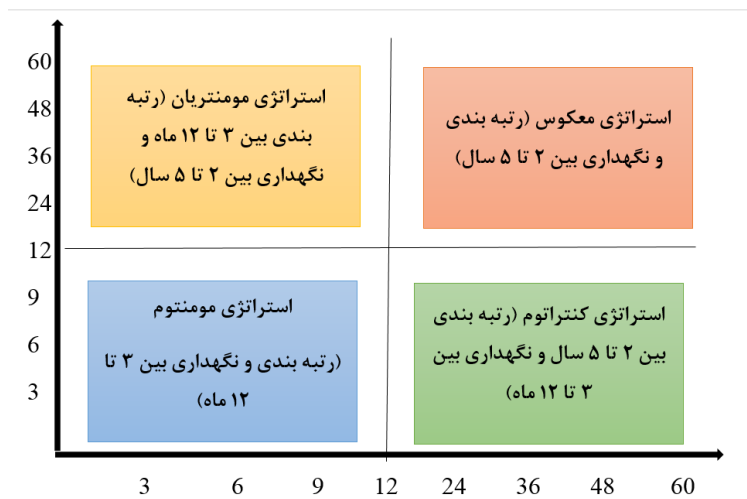 60
48
36
24
12
9
6
3
استراتژی مومنتریان (رتبه
بندی بین ۳ تا ۱۲ ماه و
نگهداری بین ۲ تا ۵ سال)
استراتژی معکوس (رتبه بندی
و نگهداری بین ۲ تا ۵ سال)
استراتژی مومنتوم
(رتبه بندی و نگهداری بین ۳ تا
۱۲ ماه)
استراتژی کنتراتوم (رتبه بندی
بین ۲ تا ۵ سال و نگهداری بین
۳ تا ۱۲ ماه)
3 6 9 12 24 36 48 60